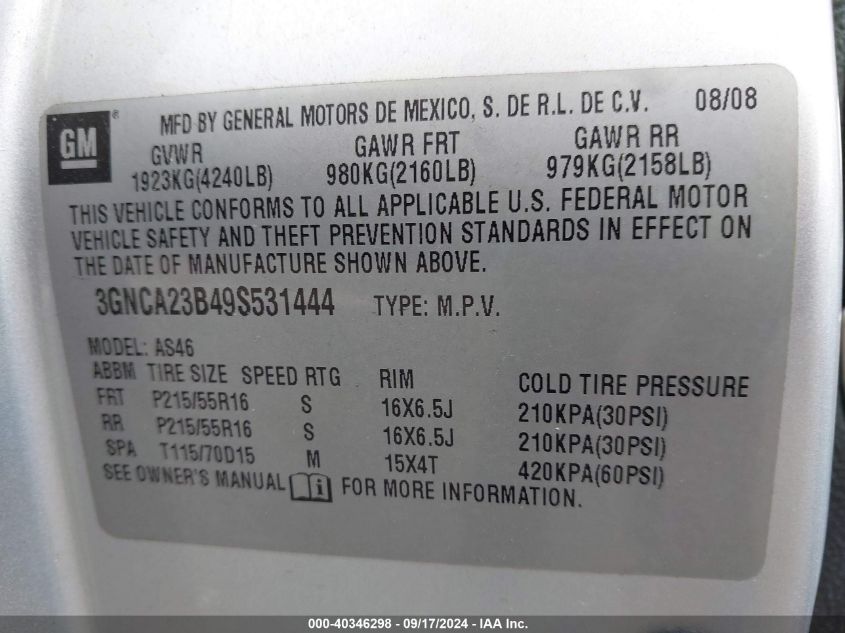 GM ® MFD BY GENERAL MOTORS DE MEXICO, S. DE R.L. DE C.V. 08/08
GVWR GAWR FRT GAWR RR
1923KG(4240LB) 980KG(2160LB) 979KG(2158LB)
THIS VEHICLE CONFORMS TO ALL APPLICABLE U.S. FEDERAL MOTOR
VEHICLE SAFETY AND THEFT PREVENTION STANDARDS IN EFFECT ON
THE DATE OF MANUFACTURE SHOWN ABOVE.
3GNCA23B49S531444 TYPE: M.P.V.
MODEL: AS46
ABBM TIRE SIZE SPEED RTG RIM COLD TIRE PRESSURE
FRT P215/55R16 S 16X6.5J 210KPA(30PSI)
RR P215/55R16 S 16X6.5J 210KPA(30PSI)
SPA T115/70D15 M 15X4T 420KPA(60PSI)
SEE OWNER'S MANUAL i FOR MORE INFORMATION.
000-40346298 - 09/17/2024 - IAA Inc.